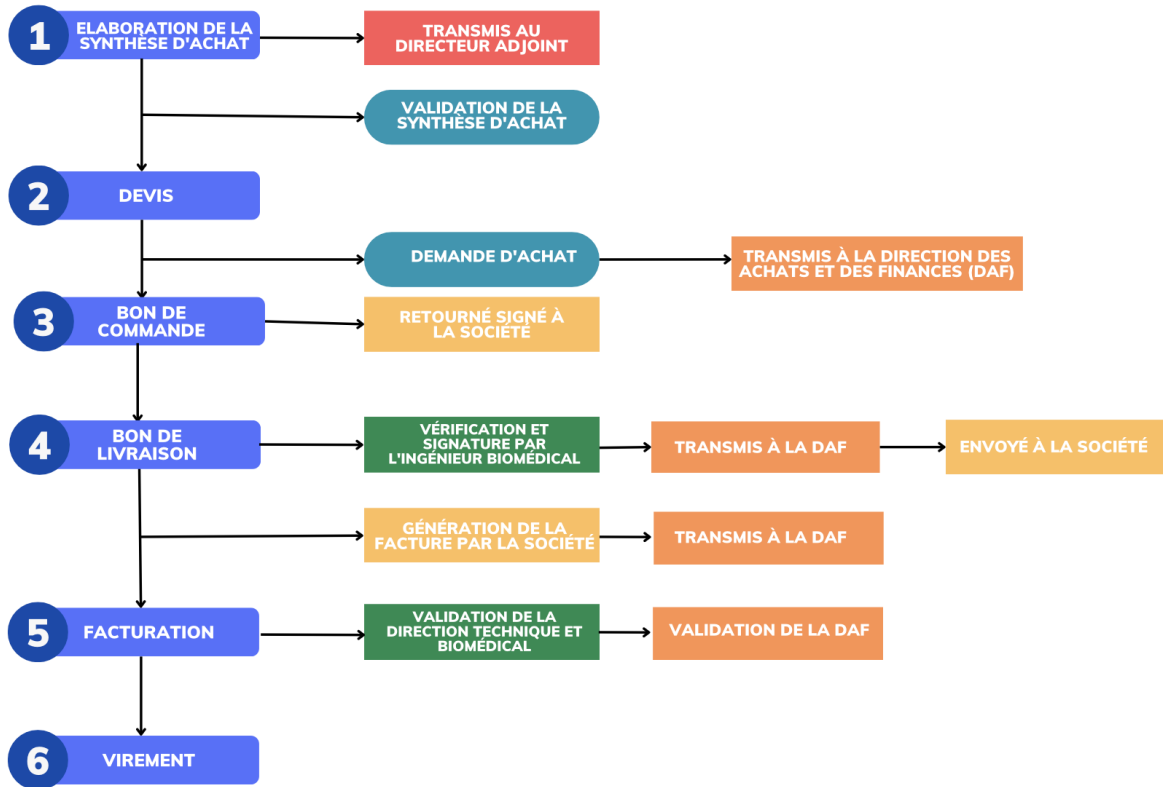 1
ELABORATION DE LA
SYNTHÈSE D'ACHAT
TRANSMIS AU
DIRECTEUR ADJOINT
VALIDATION DE LA
SYNTHÈSE D'ACHAT
2
DEVIS
DEMANDE D'ACHAT
TRANSMIS À LA DIRECTION DES
ACHATS ET DES FINANCES (DAF)
3
BON DE
COMMANDE
RETOURNÉ SIGNÉ À
LA SOCIÉTÉ
4
BON DE
LIVRAISON
VÉRIFICATION ET
SIGNATURE PAR
L'INGÉNIEUR BIOMÉDICAL
TRANSMIS À LA DAF
ENVOYÉ À LA SOCIÉTÉ
GÉNÉRATION DE LA
FACTURE PAR LA SOCIÉTÉ
TRANSMIS À LA DAF
5
FACTURATION
VALIDATION DE LA
DIRECTION TECHNIQUE ET
BIOMÉDICAL
VALIDATION DE LA DAF
6
VIREMENT